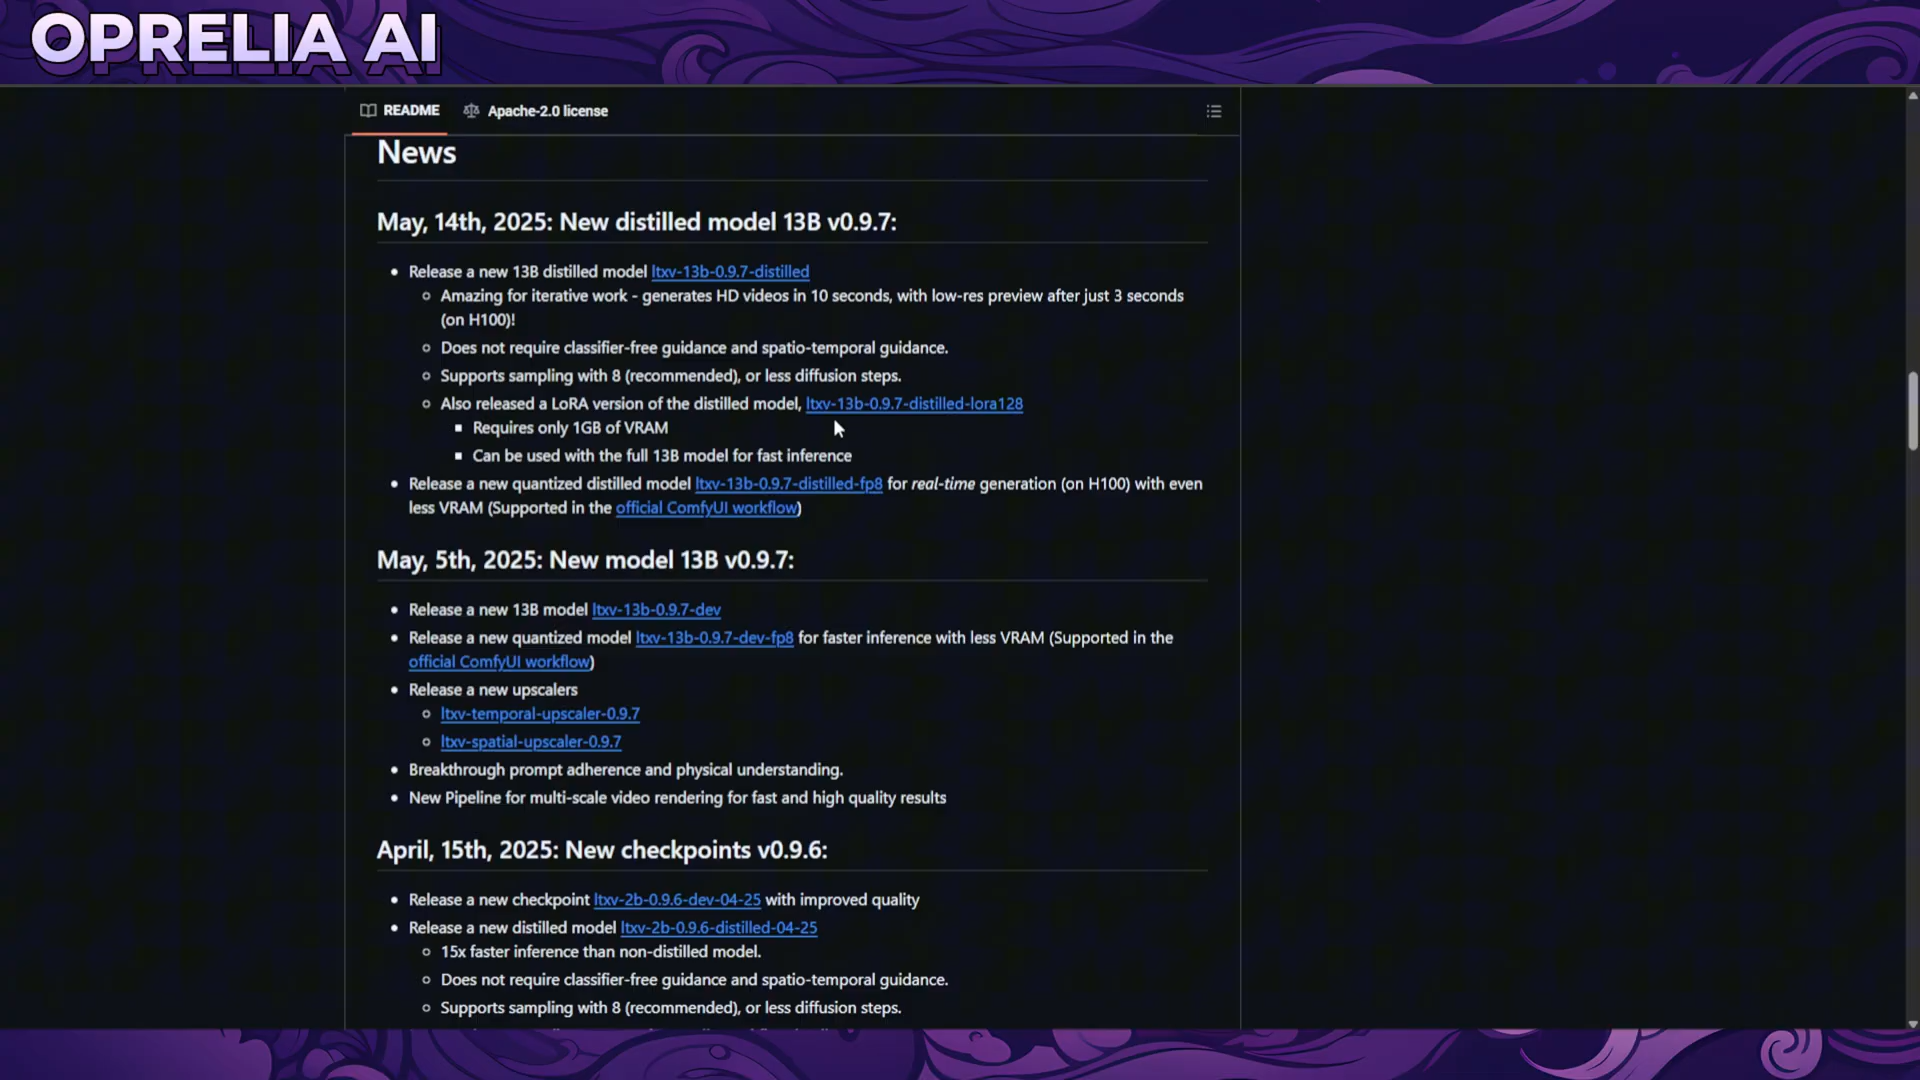 OPRELIA AI
README Apache-2.0 license
News
May, 14th, 2025: New distilled model 13B v0.9.7:
Release a new 13B distilled model ltxv-13b-0.9.7-distilled
Amazing for iterative work - generates HD videos in 10 seconds, with low-res preview after just 3 seconds
(on H100)!
Does not require classifier-free guidance and spatio-temporal guidance.
Supports sampling with 8 (recommended), or less diffusion steps.
Also released a LoRA version of the distilled model, ltxv-13b-0.9.7-distilled-lora128
Requires only 1GB of VRAM
Can be used with the full 13B model for fast inference
Release a new quantized distilled model ltxv-13b-0.9.7-distilled-fp8 for real-time generation (on H100) with even
less VRAM (Supported in the official ComfyUI workflow)
May, 5th, 2025: New model 13B v0.9.7:
Release a new 13B model ltxv-13b-0.9.7-dev
Release a new quantized model ltxv-13b-0.9.7-dev-fp8 for faster inference with less VRAM (Supported in the
official ComfyUI workflow)
Release a new upscalers
ltxv-temporal-upscaler-0.9.7
ltxv-spatial-upscaler-0.9.7
Breakthrough prompt adherence and physical understanding.
New Pipeline for multi-scale video rendering for fast and high quality results
April, 15th, 2025: New checkpoints v0.9.6:
Release a new checkpoint ltxv-2b-0.9.6-dev-04-25 with improved quality
Release a new distilled model ltxv-2b-0.9.6-distilled-04-25
15x faster inference than non-distilled model.
Does not require classifier-free guidance and spatio-temporal guidance.
Supports sampling with 8 (recommended), or less diffusion steps.